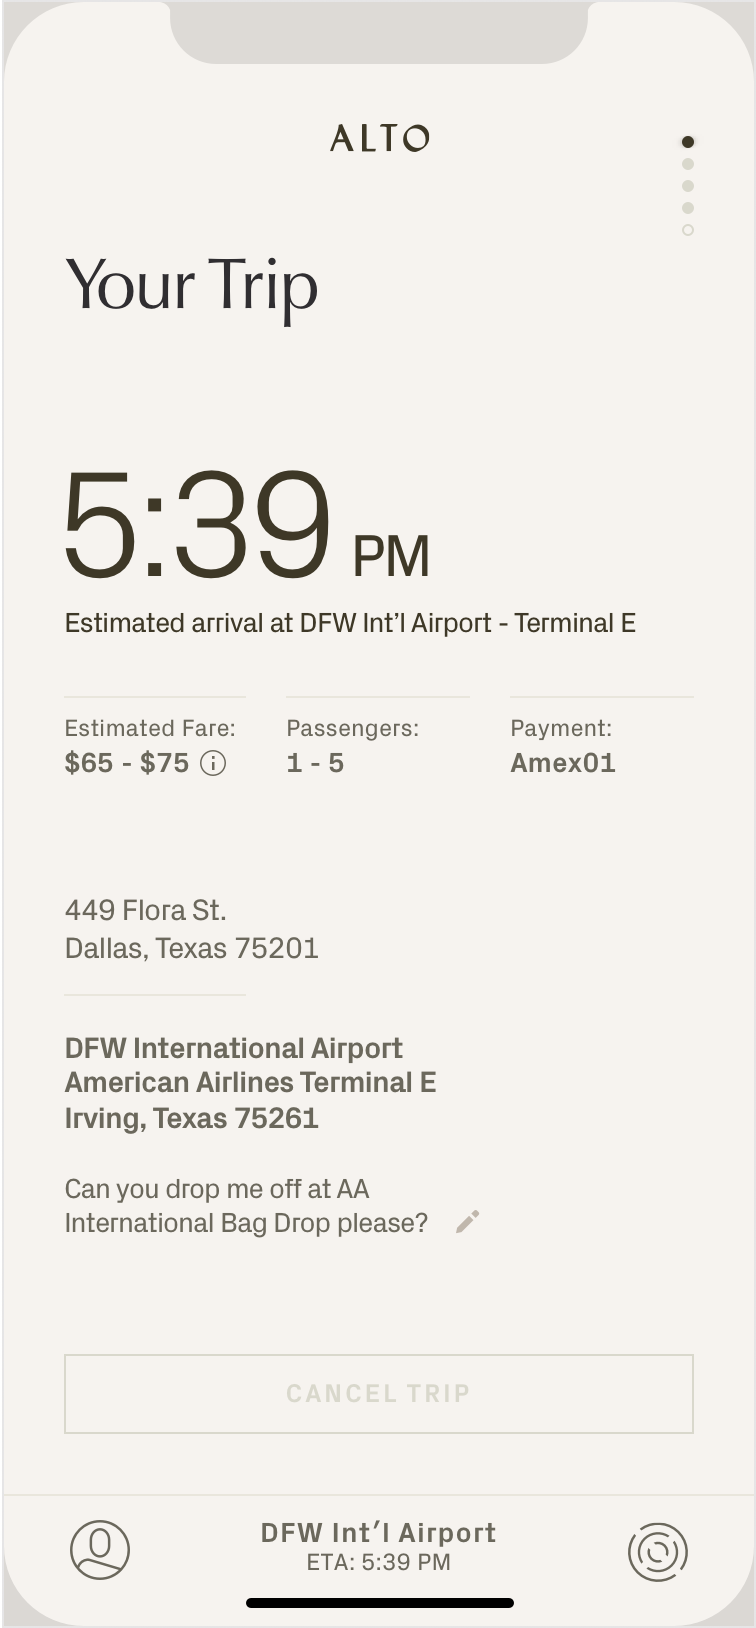 ALTO
Your Trip
5:39 PM
Estimated arrival at DFW Int’l Airport - Terminal E
Estimated Fare:
$65 - $75
Passengers:
1 - 5
Payment:
Amex01
449 Flora St.
Dallas, Texas 75201
DFW International Airport
American Airlines Terminal E
Irving, Texas 75261
Can you drop me off at AA
International Bag Drop please?
CANCEL TRIP
DFW Int’l Airport
ETA: 5:39 PM